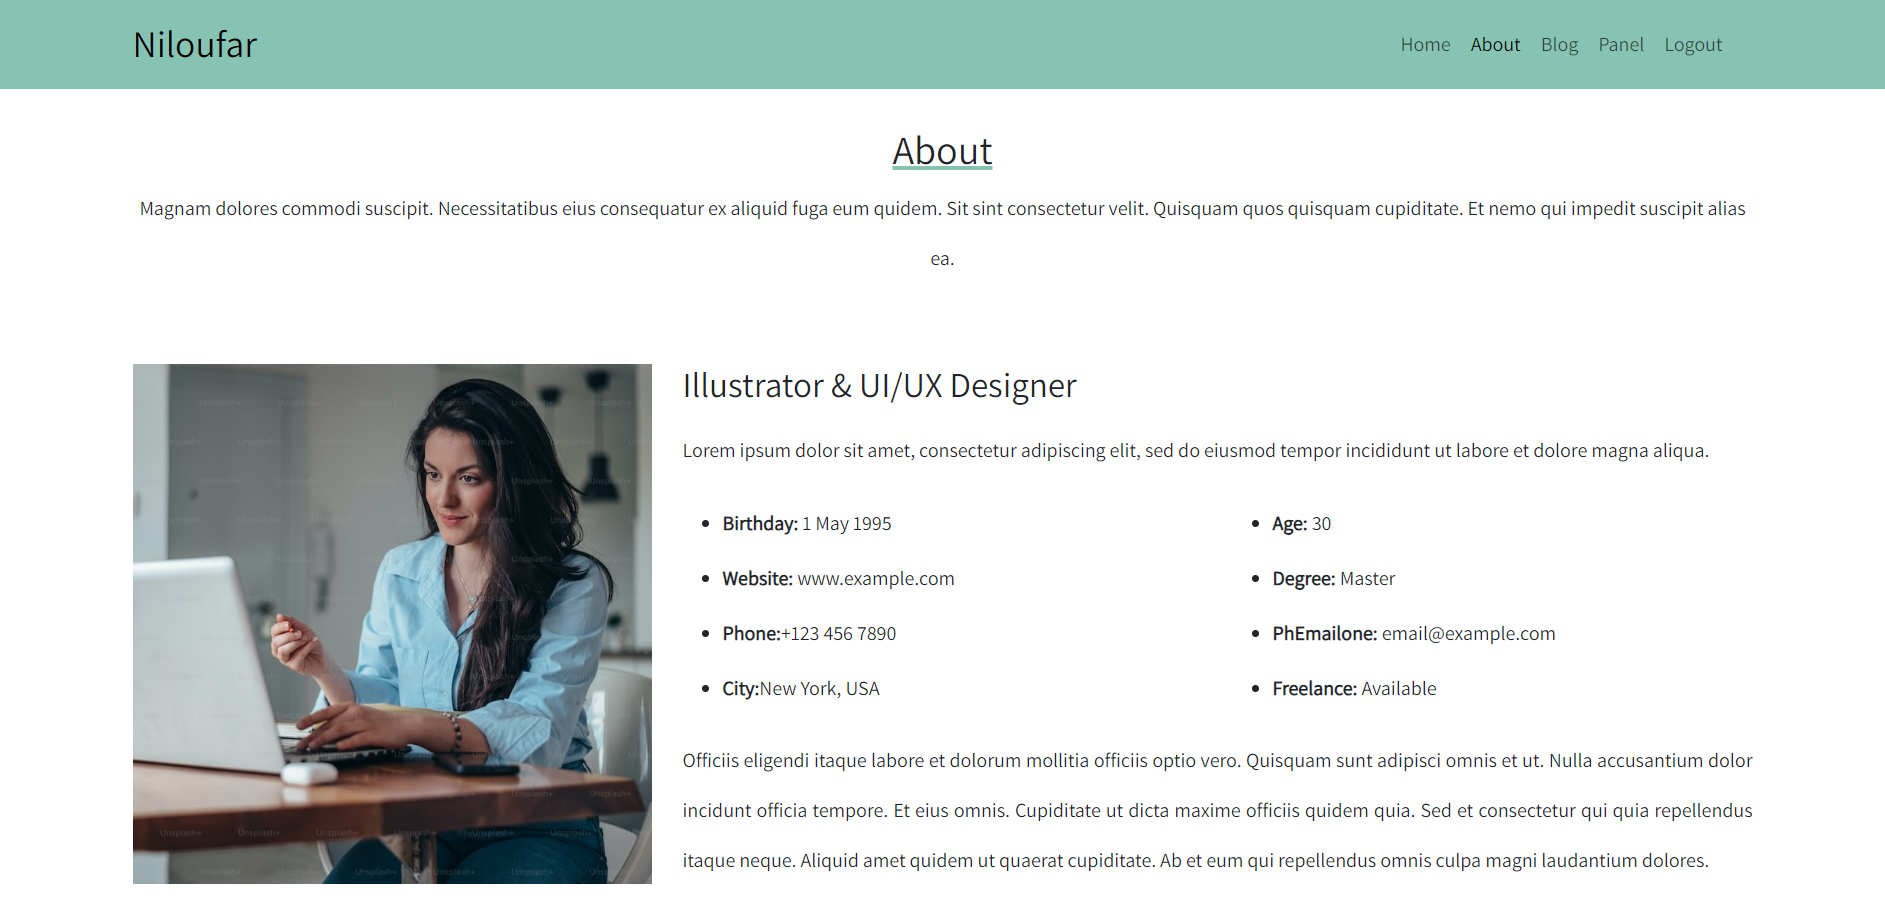 Niloufar
Home About Blog Panel Logout
About
Magnam dolores commodi suscipit. Necessitatibus eius consequatur ex aliquid fuga eum quidem. Sit sint consectetur velit. Quisquam quos quisquam cupiditate. Et nemo qui impedit suscipit alias
ea.
Illustrator & UI/UX Designer
Lorem ipsum dolor sit amet, consectetur adipiscing elit, sed do eiusmod tempor incididunt ut labore et dolore magna aliqua.
• Birthday: 1 May 1995
• Website: www.example.com
• Phone:+123 456 7890
• City:New York, USA
• Age: 30
• Degree: Master
• PhEmailone: email@example.com
• Freelance: Available
Officiis eligendi itaque labore et dolorum mollitia officiis optio vero. Quisquam sunt adipisci omnis et ut. Nulla accusantium dolor
incidunt officia tempore. Et eius omnis. Cupiditate ut dicta maxime officiis quidem quia. Sed et consectetur qui quia repellendus
itaque neque. Aliquid amet quidem ut quaerat cupiditate. Ab et eum qui repellendus omnis culpa magni laudantium dolores.
Unsplash+